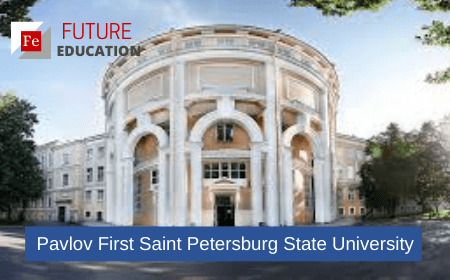 Fe
FUTURE
EDUCATION
Pavlov First Saint Petersburg State University